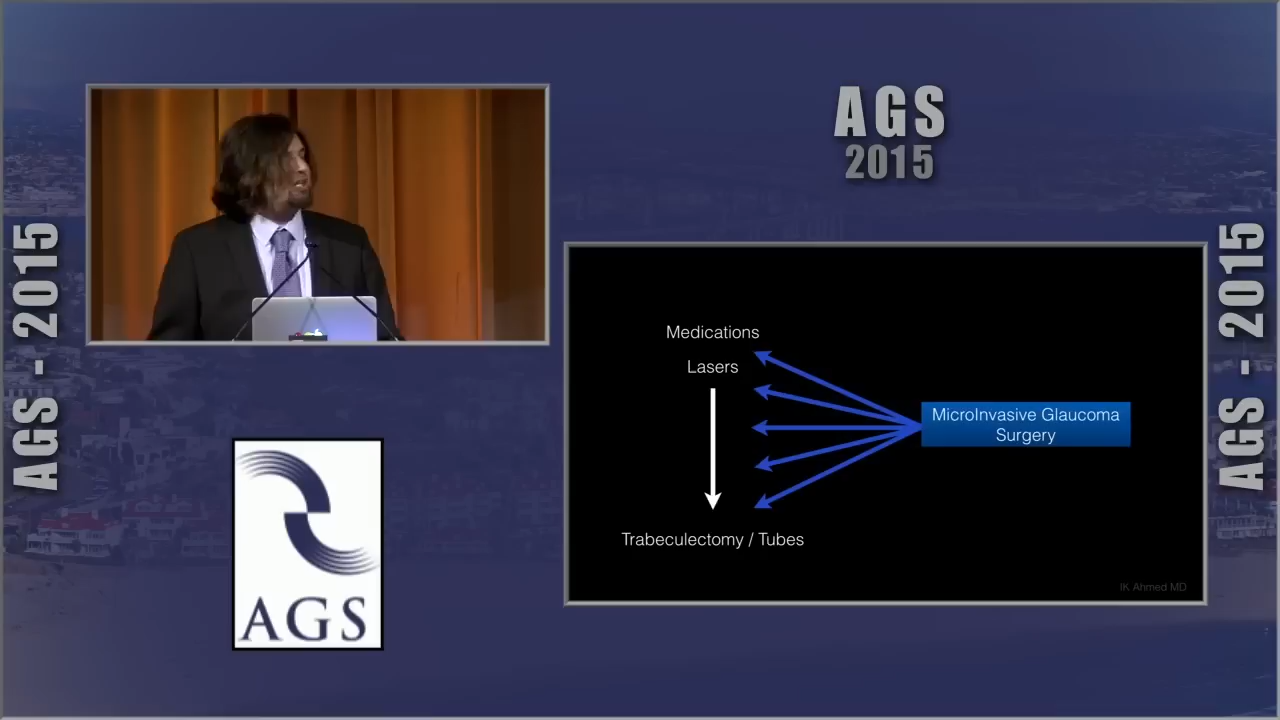 AGS
2015
AGS - 2015
AGS - 2015
Medications
Lasers
MicroInvasive Glaucoma
Surgery
Trabeculectomy / Tubes
IK Ahmed MD
AGS